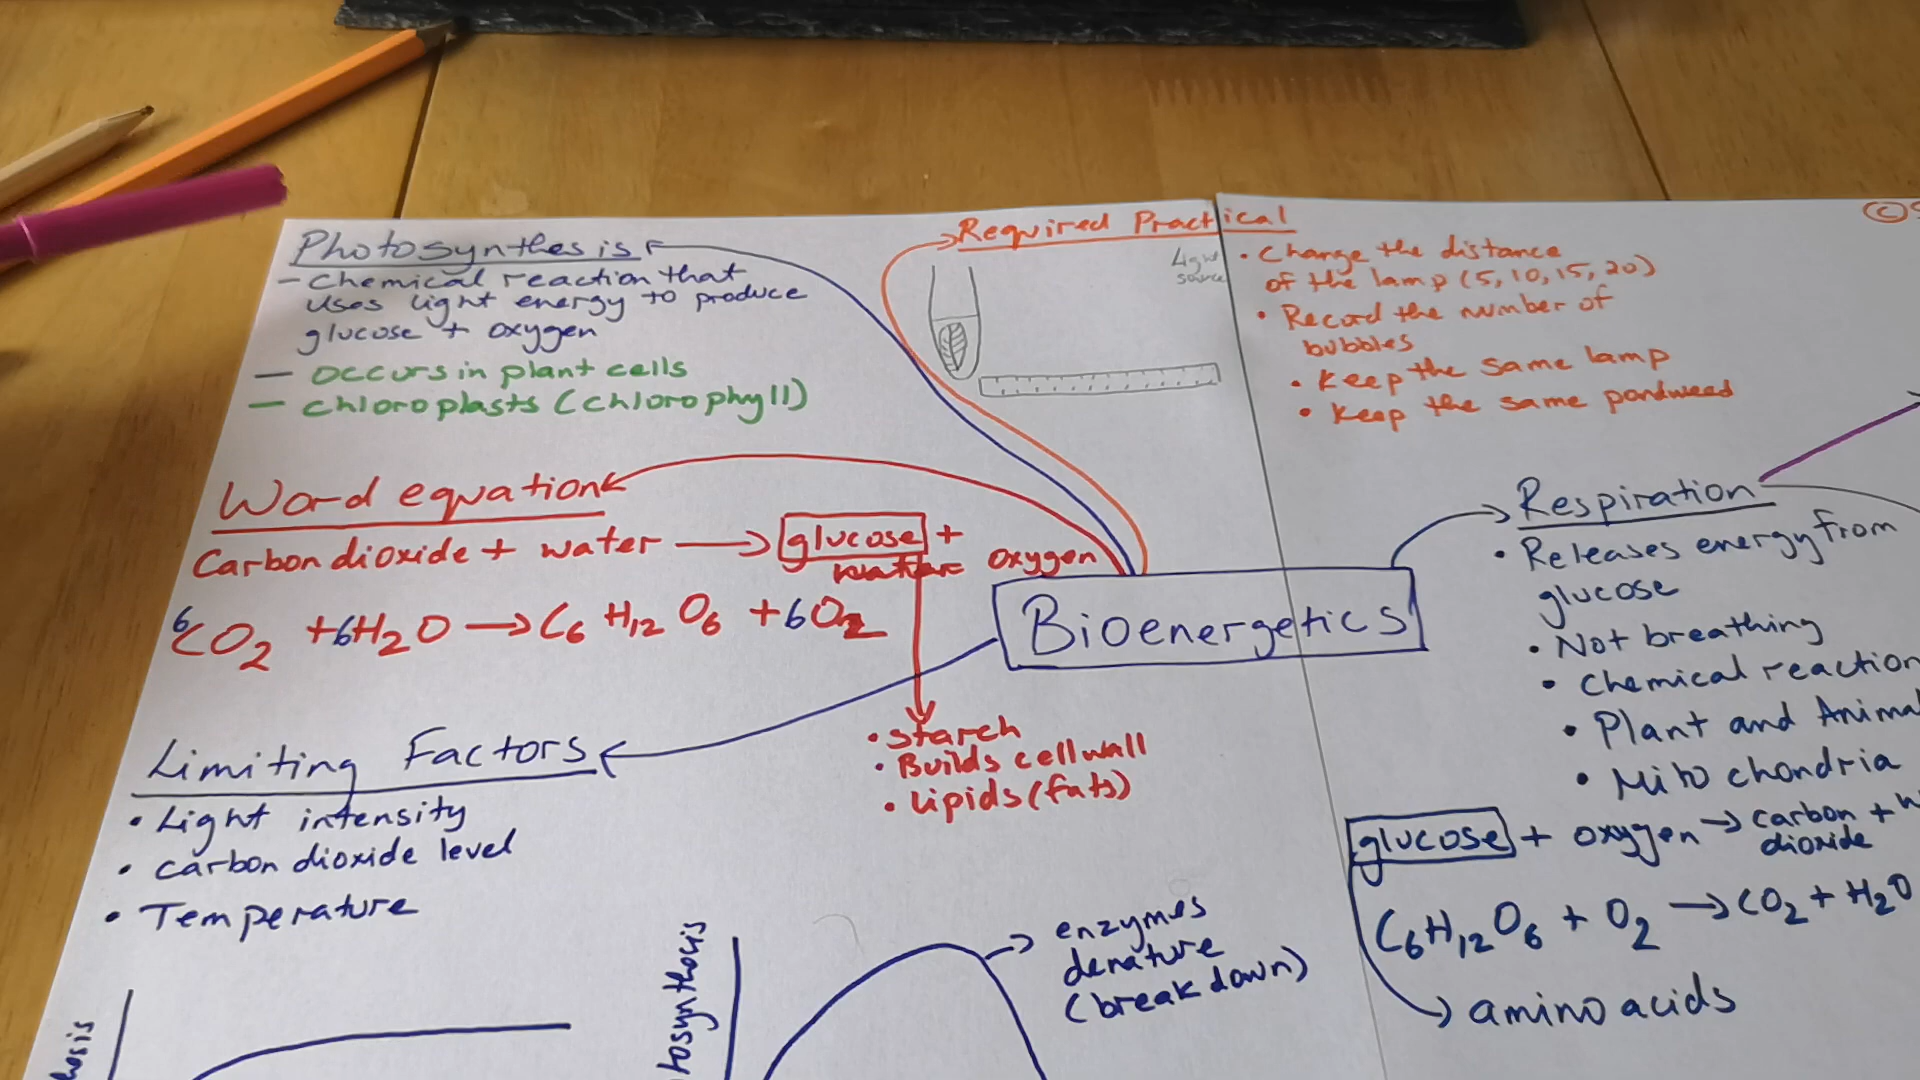 Photosynthesis
- Chemical reaction that
uses light energy to produce
glucose + oxygen
- Occurs in plant cells
- Chloroplasts (chlorophyll)
Required Practical
Light
source
• Change the distance
of the lamp (5, 10, 15, 20)
• Record the number of
bubbles
• Keep the same lamp
• Keep the same pondweed
Word equation
Carbon dioxide + water → glucose +
oxygen
6CO2 + 6H2O → C6H12O6 + 6O2
• starch
• Builds cell wall
• Lipids (fats)
Bioenergetics
Limiting Factors
• Light intensity
• Carbon dioxide level
• Temperature
enzymes
denature
(break down)
Respiration
• Releases energy from
glucose
• Not breathing
• Chemical reaction
• Plant and
• Mitochondria
glucose + oxygen → carbon +
dioxide
C6H12O6 + O2 → CO2 + H2O
amino acids